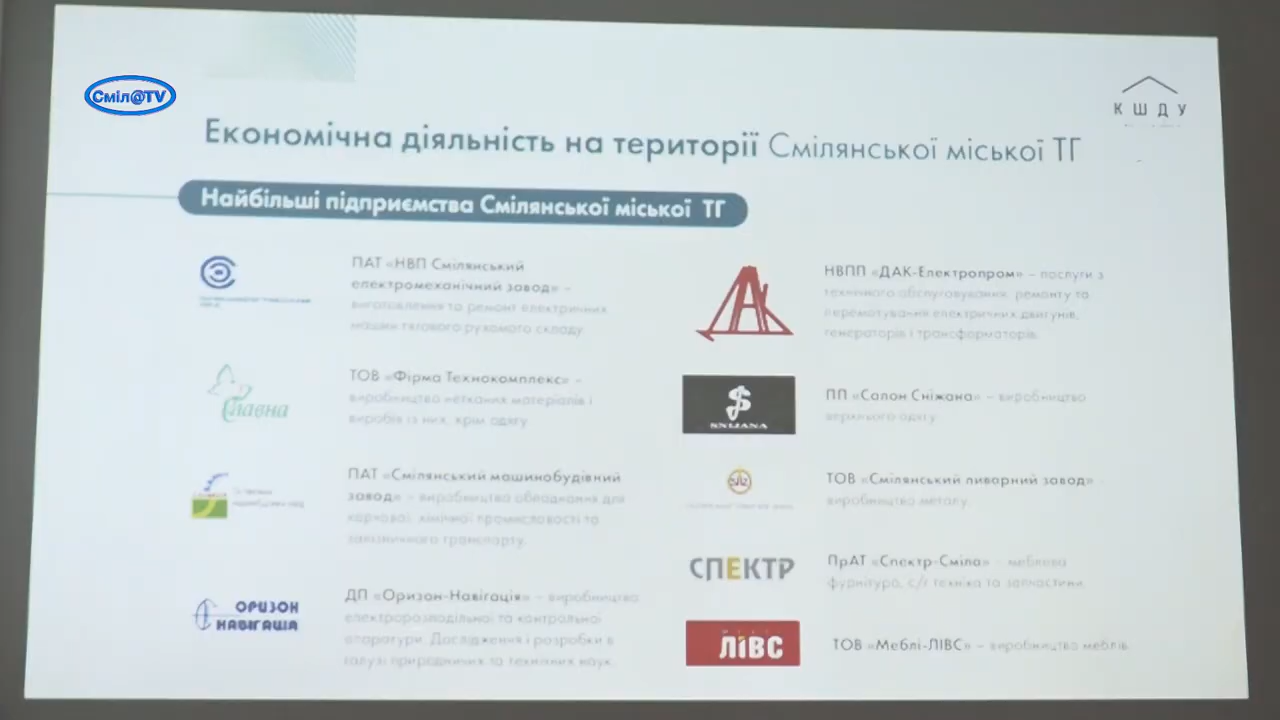 Сміл@TV
КШДУ
Економічна діяльність на території Смілянської міської ТГ
Найбільші підприємства Смілянської міської ТГ
ПАТ «НВП Смілянський
електромеханічний завод» –
виготовлення та ремонт електричних
машин тягового рухомого складу
Славна
ТОВ «Фірма Технокомплекс» –
виробництво нетканих матеріалів і
виробів із них, крім одягу
ПАТ «Смілянський машинобудівний
завод» – виробництво обладнання для
харчової, хімічної промисловості та
залізничного транспорту.
ОРИЗОН
НАВІГАЦІЯ
ДП «Оризон-Навігація» – виробництво
електророзподільної та контрольної
апаратури. Дослідження і розробки в
галузі природничих та технічних наук.
НВПП «ДАК-Електропром» – послуги з
технічного обслуговування, ремонту та
перемотування електричних двигунів,
генераторів і трансформаторів.
SNIJANA
ПП «Салон Сніжана» – виробництво
верхнього одягу.
ТОВ «Смілянський ливарний завод» –
виробництво металу.
СПЕКТР
ПрАТ «Спектр-Сміла» – меблева
фурнітура, с/г техніка та запчастини.
ЛІВС
ТОВ «Меблі-ЛІВС» – виробництво меблів.